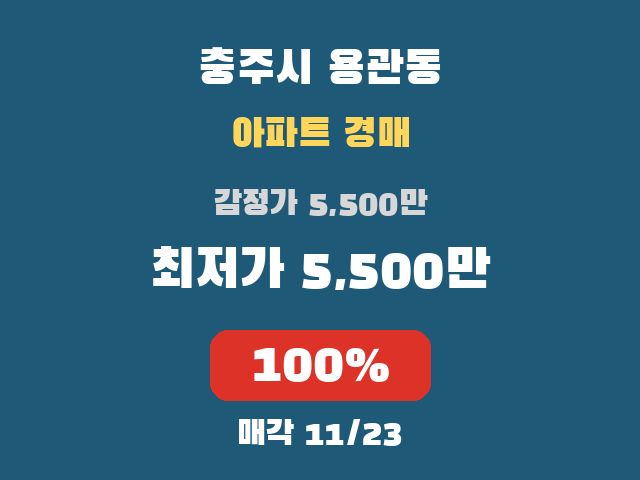 충주시 용관동
아파트 경매
감정가 5,500만
최저가 5,500만
100%
매각 11/23